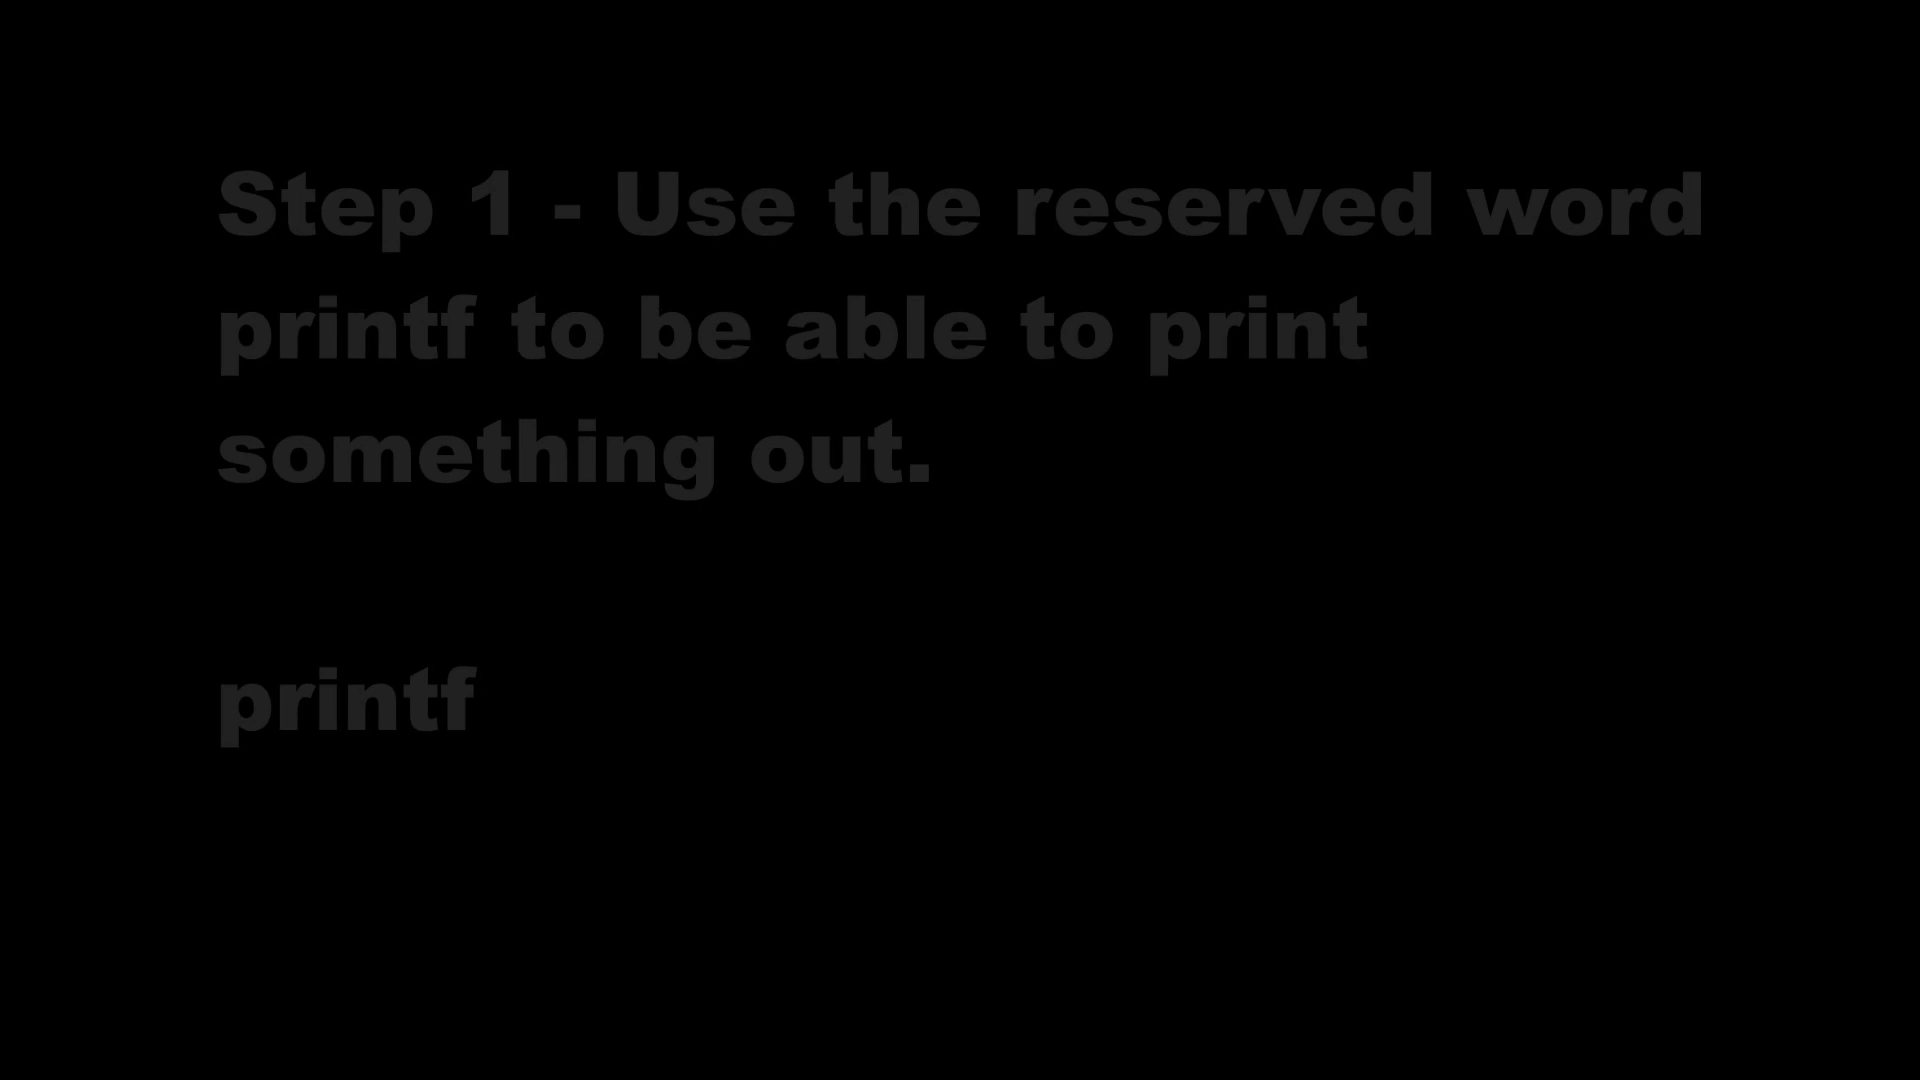 Step 1 - Use the reserved word
printf to be able to print
something out.
printf